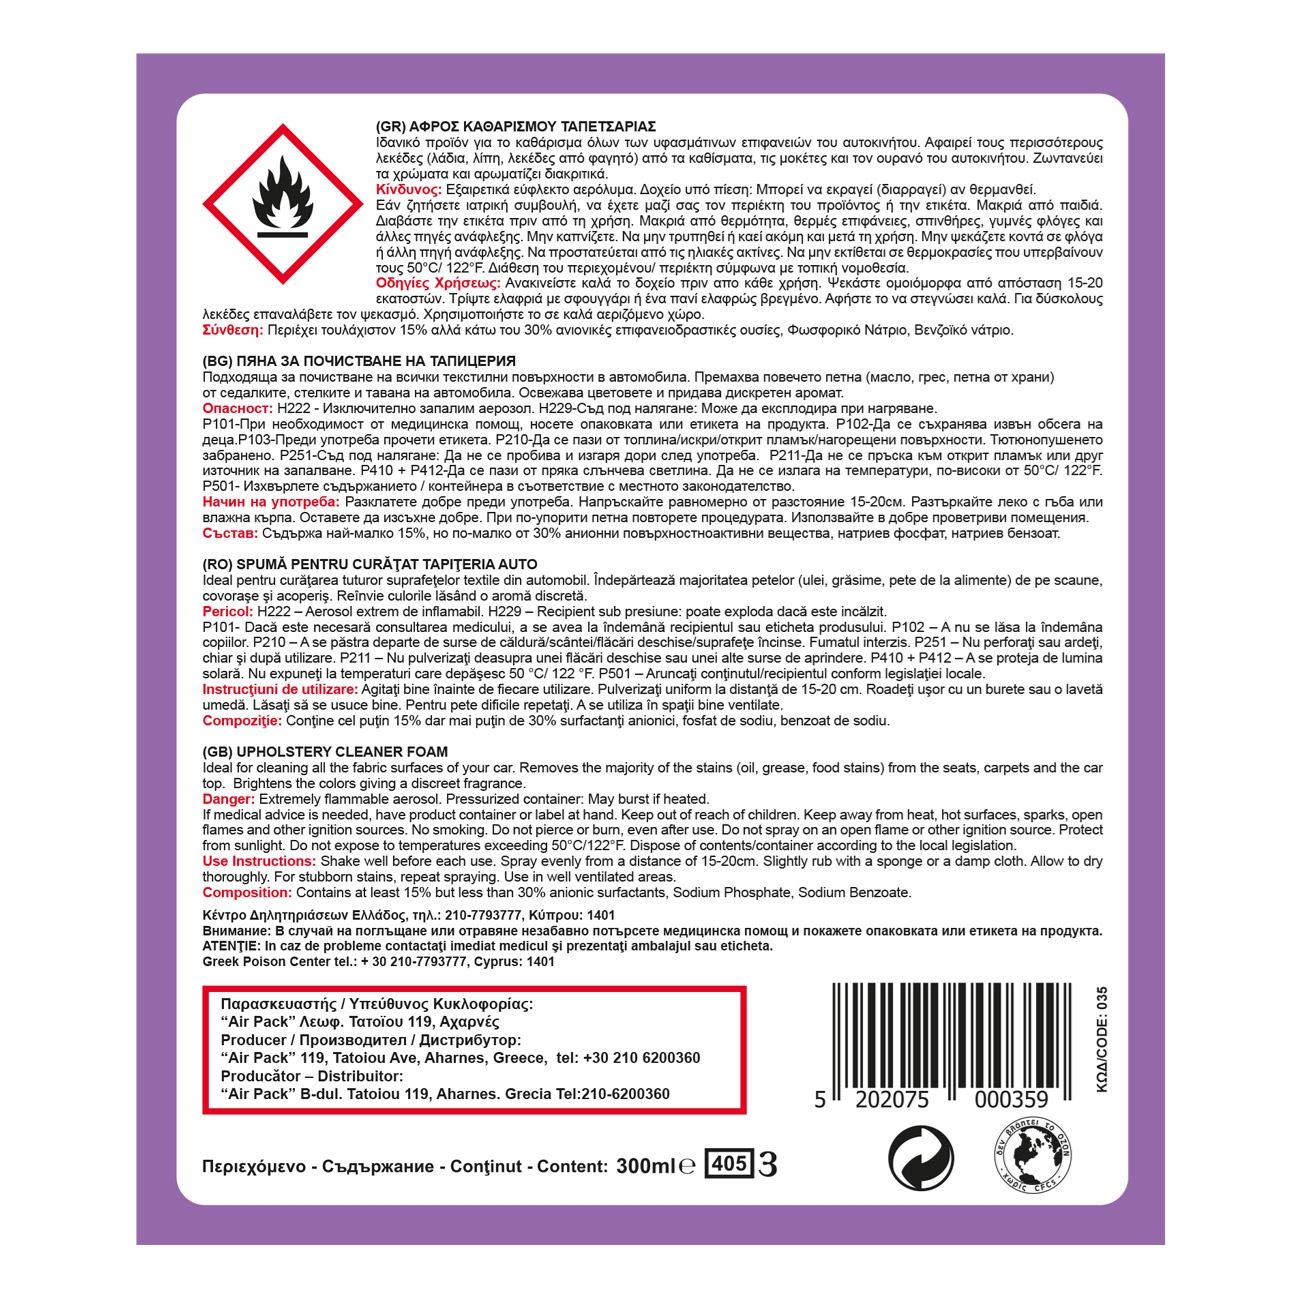 (GR) ΑΦΡΟΣ ΚΑΘΑΡΙΣΜΟΥ ΤΑΠΕΤΣΑΡΙΑΣ
Ιδανικό προϊόν για το καθάρισμα όλων των υφασμάτινων επιφανειών του αυτοκινήτου. Αφαιρεί τους περισσότερους
λεκέδες (λάδια, λίπη, λεκέδες από φαγητό) από τα καθίσματα, τις μοκέτες και τον ουρανό του αυτοκινήτου. Ζωντανεύει
τα χρώματα και αρωματίζει διακριτικά.
Κίνδυνος: Εξαιρετικά εύφλεκτο αερόλυμα. Δοχείο υπό πίεση: Μπορεί να εκραγεί (διαρραγεί) αν θερμανθεί.
Εάν ζητήσετε ιατρική συμβουλή, να έχετε μαζί σας τον περιέκτη του προϊόντος ή την ετικέτα. Μακριά από παιδιά.
Διαβάστε την ετικέτα πριν από τη χρήση. Μακριά από θερμότητα, θερμές επιφάνειες, σπινθήρες, γυμνές φλόγες και
άλλες πηγές ανάφλεξης. Μην καπνίζετε. Να μην τρυπηθεί ή καεί ακόμη και μετά τη χρήση. Μην ψεκάζετε κοντά σε φλόγα
ή άλλη πηγή ανάφλεξης. Να προστατεύεται από τις ηλιακές ακτίνες. Να μην εκτίθεται σε θερμοκρασίες που υπερβαίνουν
τους 50°C/ 122°F. Διάθεση του περιεχομένου/ περιέκτη σύμφωνα με τοπική νομοθεσία.
Οδηγίες Χρήσεως: Ανακινείστε καλά το δοχείο πριν απο κάθε χρήση. Ψεκάστε ομοιόμορφα από απόσταση 15-20
εκατοστών. Τρίψτε ελαφριά με σφουγγάρι ή ένα πανί ελαφρώς βρεγμένο. Αφήστε το να στεγνώσει καλά. Για δύσκολους
λεκέδες επαναλάβετε τον ψεκασμό. Χρησιμοποιήστε το σε καλά αεριζόμενο χώρο.
Σύνθεση: Περιέχει τουλάχιστον 15% αλλά κάτω του 30% ανιονικές επιφανειοδραστικές ουσίες, Φωσφορικό Νάτριο, Βενζοϊκό νάτριο.
(BG) ПЯНА ЗА ПОЧИСТВАНЕ НА ТАПИЦЕРИЯ
Подходяща за почистване на всички текстилни повърхности в автомобила. Премахва повечето петна (масло, грес, петна от храни)
от седалките, стелките и тавана на автомобила. Освежава цветовете и придава дискретен аромат.
Опасност: H222 - Изключително запалим аерозол. H229-Съд под налягане: Може да експлодира при нагряване.
P101-При необходимост от медицинска помощ, носете опаковката или етикета на продукта. P102-Да се съхранява извън обсега на
деца.P103-Преди употреба прочети етикета. P210-Да се пази от топлина/искри/открит пламък/нагорещени повърхности. Тютюнопушенето
забранено. P251-Съд под налягане: Да не се пробива и изгаря дори след употреба. P211-Да не се пръска към открит пламък или друг
източник на запалване. P410 + P412-Да се пази от пряка слънчева светлина. Да не се излага на температури, по-високи от 50°C/ 122°F.
P501- Изхвърлете съдържанието / контейнера в съответствие с местното законодателство.
Начин на употреба: Разклатете добре преди употреба. Напръскайте равномерно от разстояние 15-20см. Разтъркайте леко с гъба или
влажна кърпа. Оставете да изсъхне добре. При по-упорити петна повторете процедурата. Използвайте в добре проветриви помещения.
Състав: Съдържа най-малко 15%, но по-малко от 30% анионни повърхностноактивни вещества, натриев фосфат, натриев бензоат.
(RO) SPUMĂ PENTRU CURĂŢAT TAPIŢERIA AUTO
Ideal pentru curăţarea tuturor suprafeţelor textile din automobil. Îndepărtează majoritatea petelor (ulei, grăsime, pete de la alimente) de pe scaune,
covoraşe şi acoperiş. Reînvie culorile lăsând o aromă discretă.
Pericol: H222 – Aerosol extrem de inflamabil. H229 – Recipient sub presiune: poate exploda dacă este incălzit.
P101- Dacă este necesară consultarea medicului, a se avea la îndemână recipientul sau eticheta produsului. P102 – A nu se lăsa la îndemâna
copiilor. P210 – A se păstra departe de surse de căldură/scântei/flăcări deschise/suprafeţe încinse. Fumatul interzis. P251 – Nu perforaţi sau ardeţi,
chiar şi după utilizare. P211 – Nu pulverizaţi deasupra unei flăcări deschise sau unei alte surse de aprindere. P410 + P412 – A se proteja de lumina
solară. Nu expuneţi la temperaturi care depăşesc 50 °C/ 122 °F. P501 – Aruncaţi conţinutul/recipientul conform legislaţiei locale.
Instrucţiuni de utilizare: Agitaţi bine înainte de fiecare utilizare. Pulverizaţi uniform la distanţă de 15-20 cm. Roadeţi uşor cu un burete sau o lavetă
umedă. Lăsaţi să se usuce bine. Pentru pete dificile repetaţi. A se utiliza în spaţii bine ventilate.
Compoziţie: Conţine cel puţin 15% dar mai puţin de 30% surfactanţi anionici, fosfat de sodiu, benzoat de sodiu.
(GB) UPHOLSTERY CLEANER FOAM
Ideal for cleaning all the fabric surfaces of your car. Removes the majority of the stains (oil, grease, food stains) from the seats, carpets and the car
top. Brightens the colors giving a discreet fragrance.
Danger: Extremely flammable aerosol. Pressurized container: May burst if heated.
If medical advice is needed, have product container or label at hand. Keep out of reach of children. Keep away from heat, hot surfaces, sparks, open
flames and other ignition sources. No smoking. Do not pierce or burn, even after use. Do not spray on an open flame or other ignition source. Protect
from sunlight. Do not expose to temperatures exceeding 50°C/122°F. Dispose of contents/container according to the local legislation.
Use Instructions: Shake well before each use. Spray evenly from a distance of 15-20cm. Slightly rub with a sponge or a damp cloth. Allow to dry
thoroughly. For stubborn stains, repeat spraying. Use in well ventilated areas.
Composition: Contains at least 15% but less than 30% anionic surfactants, Sodium Phosphate, Sodium Benzoate.
Κέντρο Δηλητηριάσεων Ελλάδος, τηλ.: 210-7793777, Κύπρου: 1401
Внимание: В случай на поглъщане или отравяне незабавно потърсете медицинска помощ и покажете опаковката или етикета на продукта.
ATENŢIE: In caz de probleme contactaţi imediat medicul şi prezentaţi ambalajul sau eticheta.
Greek Poison Center tel.: + 30 210-7793777, Cyprus: 1401
Παρασκευαστής / Υπεύθυνος Κυκλοφορίας:
“Air Pack” Λεωφ. Τατοΐου 119, Αχαρνές
Producer / Производител / Дистрибутор:
“Air Pack” 119, Tatoiou Ave, Aharnes, Greece, tel: +30 210 6200360
Producător – Distribuitor:
“Air Pack” B-dul. Tatoiou 119, Aharnes. Grecia Tel:210-6200360
ΚΩΔ/CODE: 035
5 202075 000359
δεν βλάπτει το OZON
· χωρίς CFCs ·
Περιεχόμενο - Съдържание - Conţinut - Content: 300ml ℮ 405 3